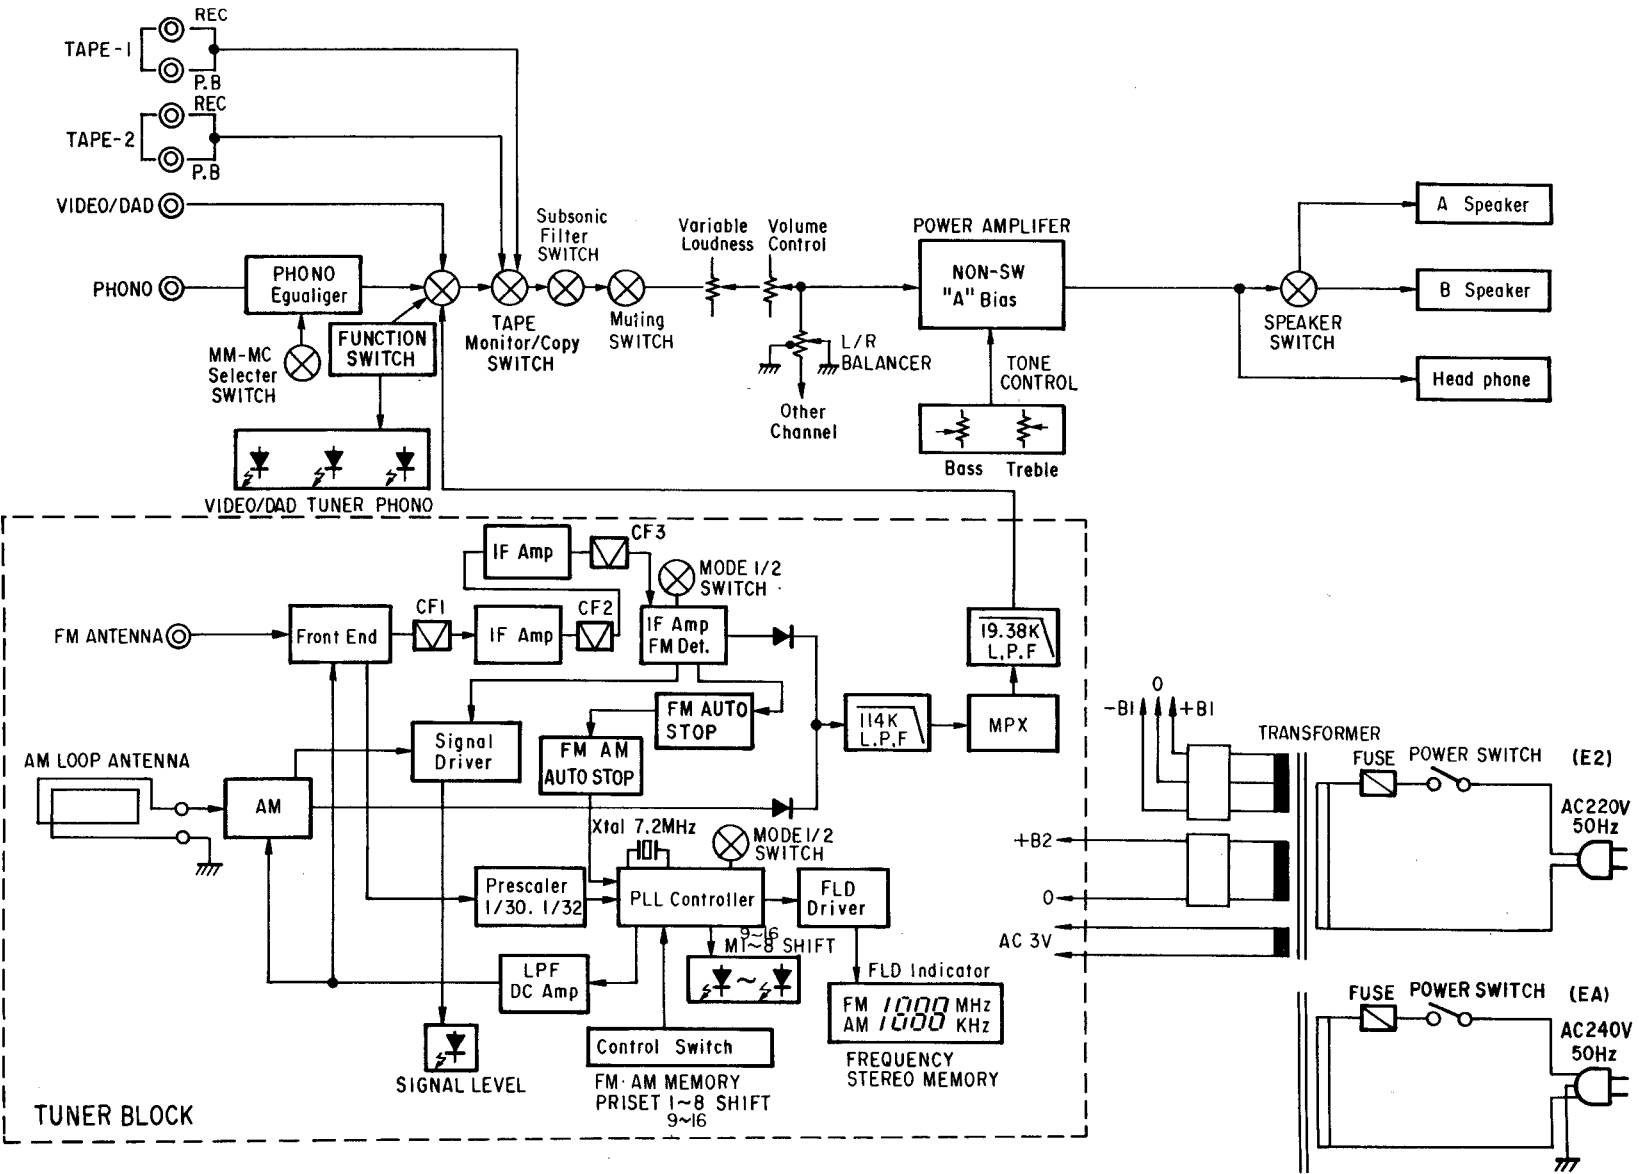 REC
TAPE-1
P.B
REC
TAPE-2
P.B
VIDEO/DAD
PHONO
PHONO
Egualiger
MM-MC
Selecter
SWITCH
FUNCTION
SWITCH
VIDEO/DAD TUNER PHONO
TAPE
Monitor/Copy
SWITCH
Subsonic
Filter
SWITCH
Muting
SWITCH
Variable
Loudness
Volume
Control
L/R
BALANCER
Other
Channel
POWER AMPLIFER
NON-SW
"A" Bias
TONE
CONTROL
Bass Treble
SPEAKER
SWITCH
A Speaker
B Speaker
Head phone
IF Amp
CF3
MODE 1/2
SWITCH
FM ANTENNA
Front End
CF1
IF Amp
CF2
IF Amp
FM Det.
FM AUTO
STOP
FM AM
AUTO STOP
Signal
Driver
AM LOOP ANTENNA
AM
114K
L.P.F
MPX
19.38K
L.P.F
Xtal 7.2MHz
MODE 1/2
SWITCH
Prescaler
1/30. 1/32
PLL Controller
FLD
Driver
9~16
M1~8 SHIFT
~
LPF
DC Amp
Control Switch
FM·AM MEMORY
PRISET 1~8 SHIFT
9~16
FLD Indicator
FM 1000 MHz
AM 1000 KHz
FREQUENCY
STEREO MEMORY
SIGNAL LEVEL
TUNER BLOCK
0
-B1
+B1
+B2
0
AC 3V
TRANSFORMER
FUSE
POWER SWITCH
(E2)
AC220V
50Hz
FUSE
POWER SWITCH
(EA)
AC240V
50Hz